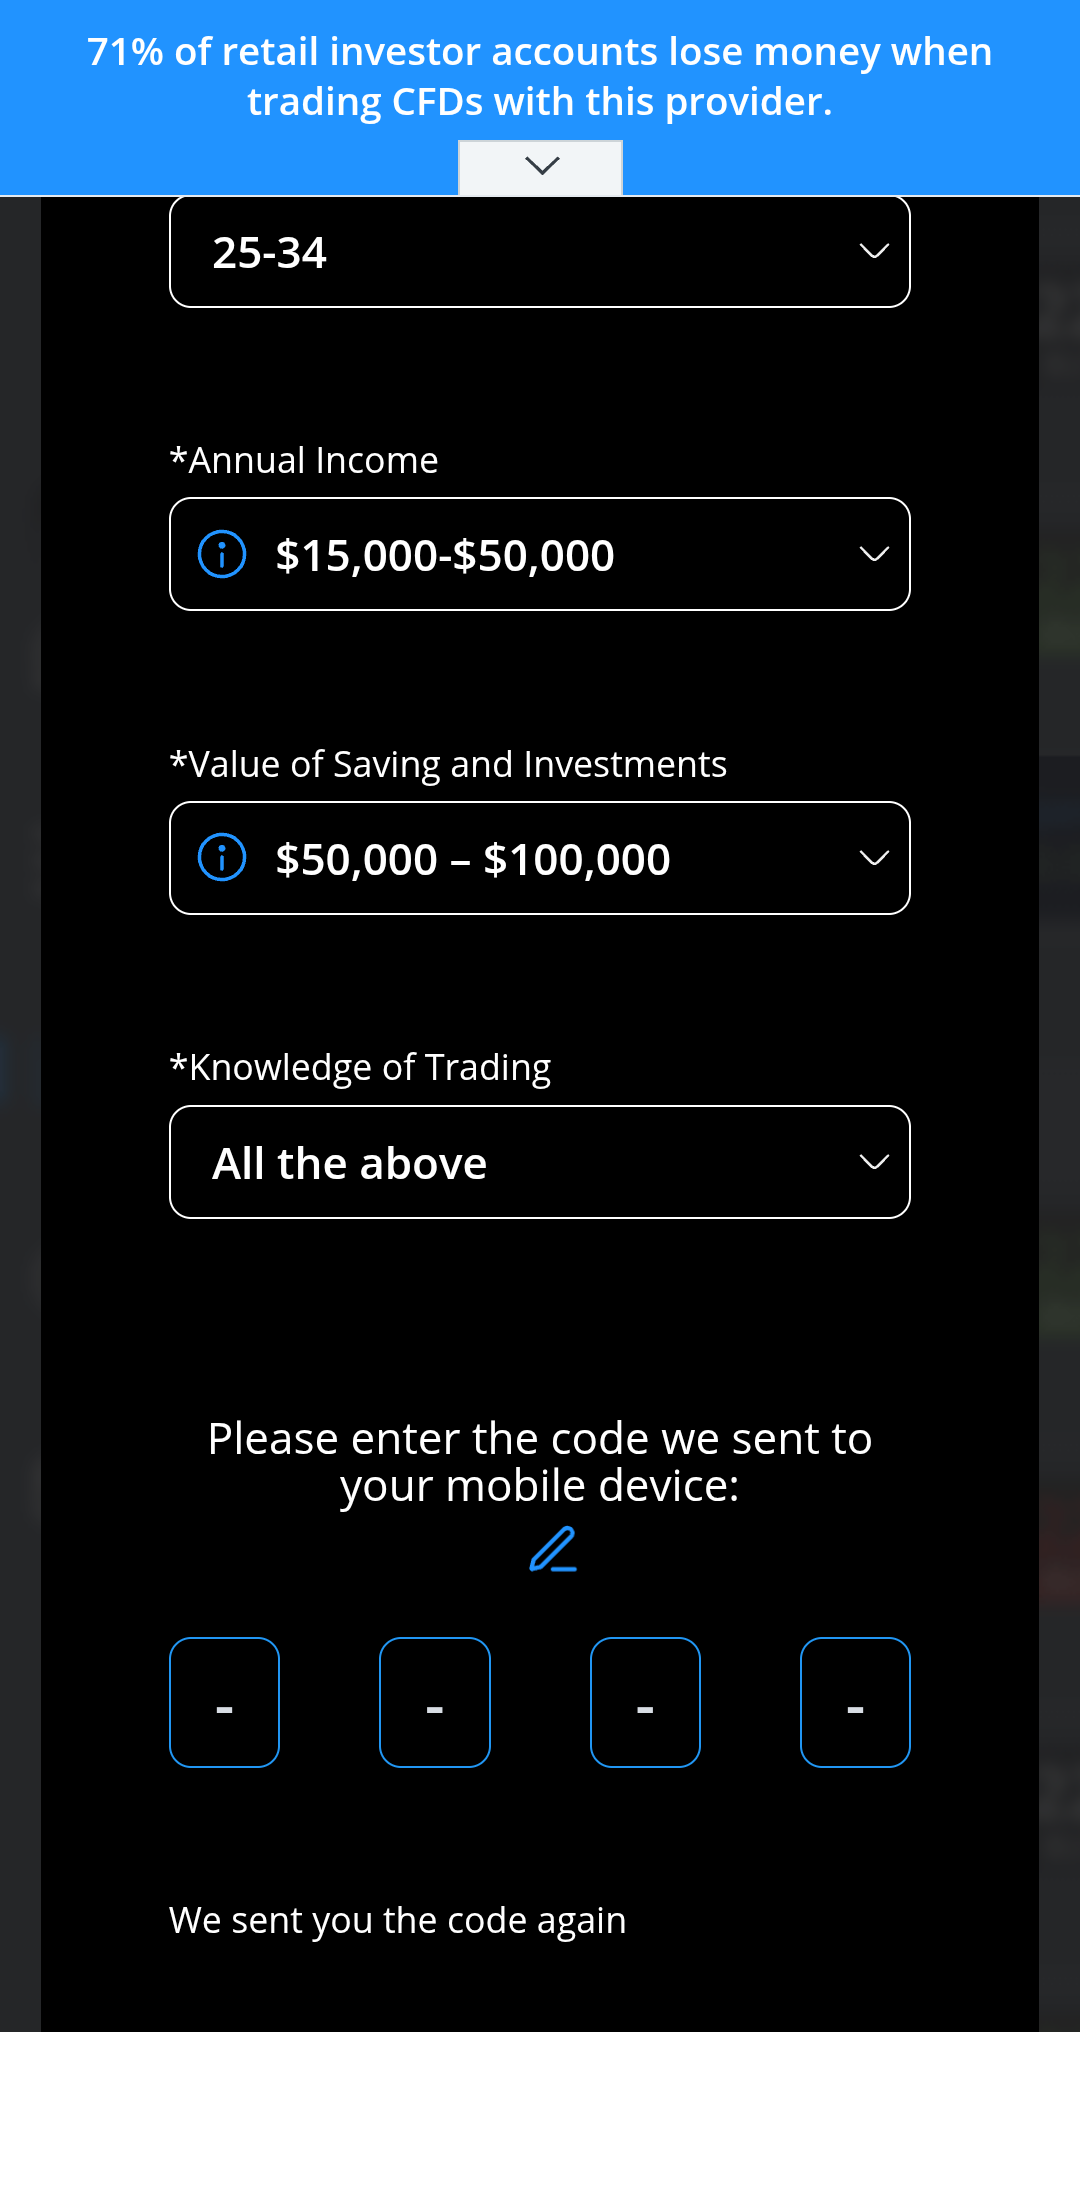 71% of retail investor accounts lose money when
trading CFDs with this provider.
25-34
*Annual Income
$15,000-$50,000
*Value of Saving and Investments
$50,000 – $100,000
*Knowledge of Trading
All the above
Please enter the code we sent to
your mobile device:
- - - -
We sent you the code again